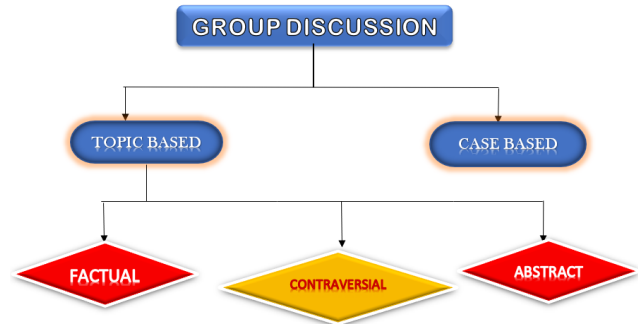 GROUP DISCUSSION
TOPIC BASED
CASE BASED
FACTUAL
CONTRAVERSIAL
ABSTRACT